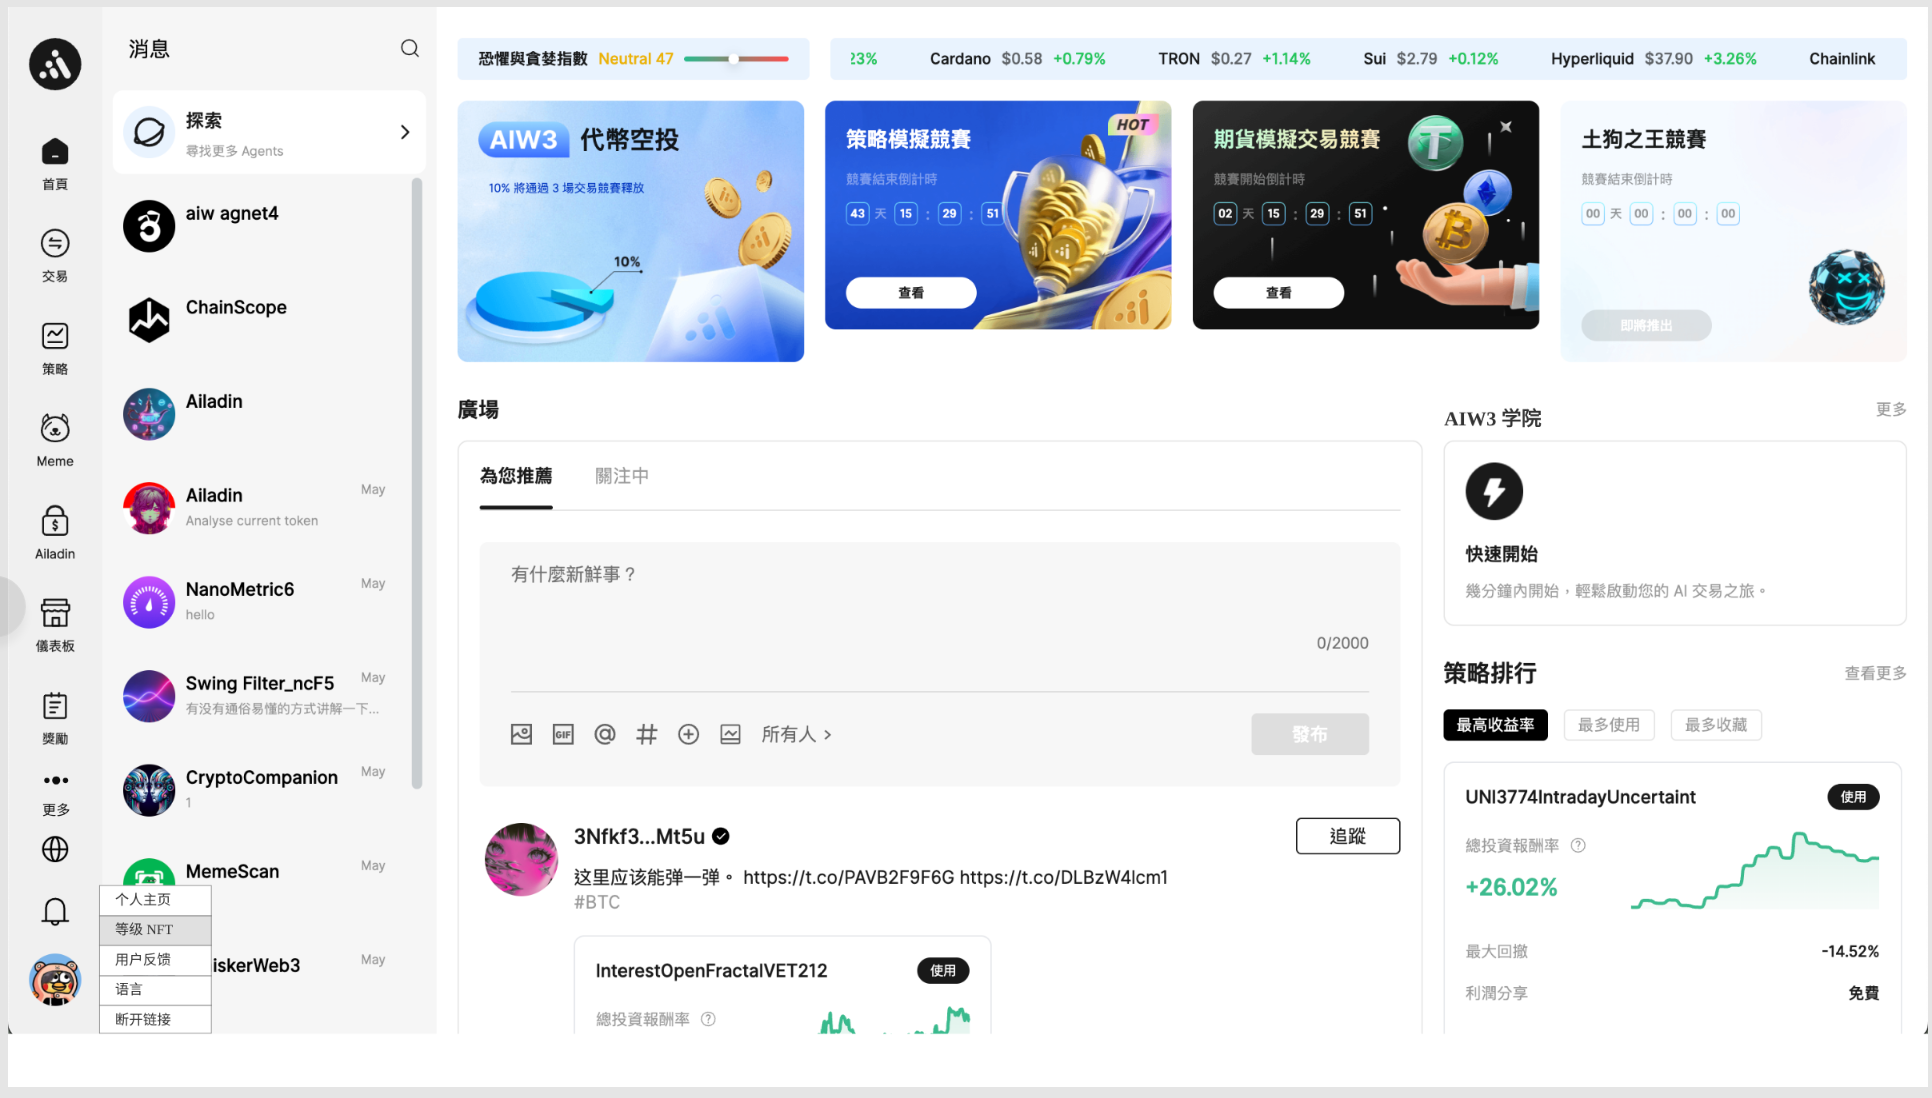 消息
探索
尋找更多 Agents
首頁
交易
策略
Meme
Ailadin
儀表板
獎勵
更多
aiw agnet4
ChainScope
Ailadin
Ailadin
May
Analyse current token
NanoMetric6
May
hello
Swing Filter_ncF5
May
有没有通俗易懂的方式讲解一下...
CryptoCompanion
May
1
MemeScan
May
iskerWeb3
May
个人主页
等级 NFT
用户反馈
语言
断开链接
恐懼與貪婪指數 Neutral 47
23% Cardano $0.58 +0.79% TRON $0.27 +1.14% Sui $2.79 +0.12% Hyperliquid $37.90 +3.26% Chainlink
AIW3 代幣空投
10% 將通過 3 場交易競賽釋放
10%
策略模擬競賽
HOT
競賽結束倒計時
43 天 15 : 29 : 51
查看
期貨模擬交易競賽
競賽開始倒計時
02 天 15 : 29 : 51
查看
土狗之王競賽
競賽結束倒計時
00 天 00 : 00 : 00
即將推出
廣場
為您推薦 關注中
有什麼新鮮事？
0/2000
GIF
所有人 >
發布
3Nfkf3...Mt5u
追蹤
这里应该能弹一弹。 https://t.co/PAVB2F9F6G https://t.co/DLBzW4lcm1
#BTC
InterestOpenFractalVET212
使用
總投資報酬率 ?
AIW3 学院
更多
快速開始
幾分鐘內開始，輕鬆啟動您的 AI 交易之旅。
策略排行
查看更多
最高收益率 最多使用 最多收藏
UNI3774IntradayUncertaint
使用
總投資報酬率 ?
+26.02%
最大回撤 -14.52%
利潤分享 免費